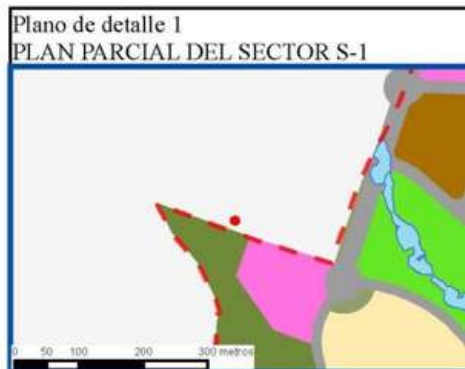 Plano de detalle 1
PLAN PARCIAL DEL SECTOR S-1
0 50 100 200 300 metros